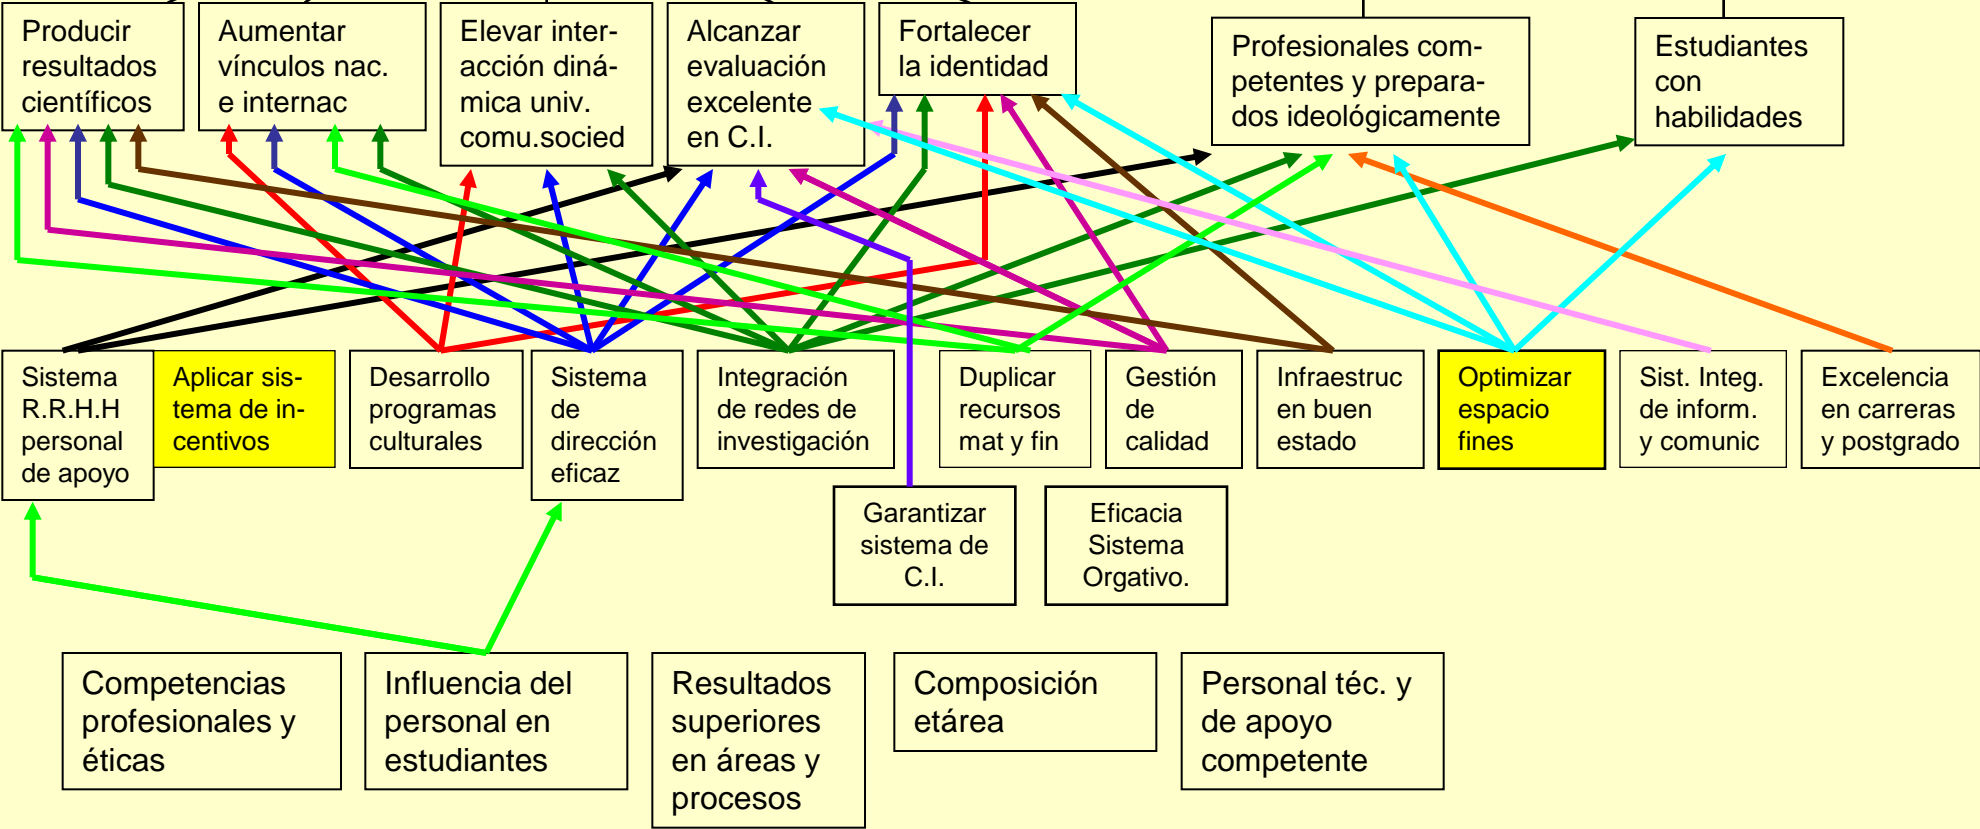 Producir
resultados
científicos
Aumentar
vínculos nac.
e internac
Elevar inter-
acción diná-
mica univ.
comu.socied
Alcanzar
evaluación
excelente
en C.I.
Fortalecer
la identidad
Profesionales com-
petentes y prepara-
dos ideológicamente
Estudiantes
con
habilidades
Sistema
R.R.H.H
personal
de apoyo
Aplicar sis-
tema de in-
centivos
Desarrollo
programas
culturales
Sistema
de
dirección
eficaz
Integración
de redes de
investigación
Duplicar
recursos
mat y fin
Gestión
de
calidad
Infraestruc
en buen
estado
Optimizar
espacio
fines
Sist. Integ.
de inform.
y comunic
Excelencia
en carreras
y postgrado
Garantizar
sistema de
C.I.
Eficacia
Sistema
Orgativo.
Competencias
profesionales y
éticas
Influencia del
personal en
estudiantes
Resultados
superiores
en áreas y
procesos
Composición
etárea
Personal téc. y
de apoyo
competente